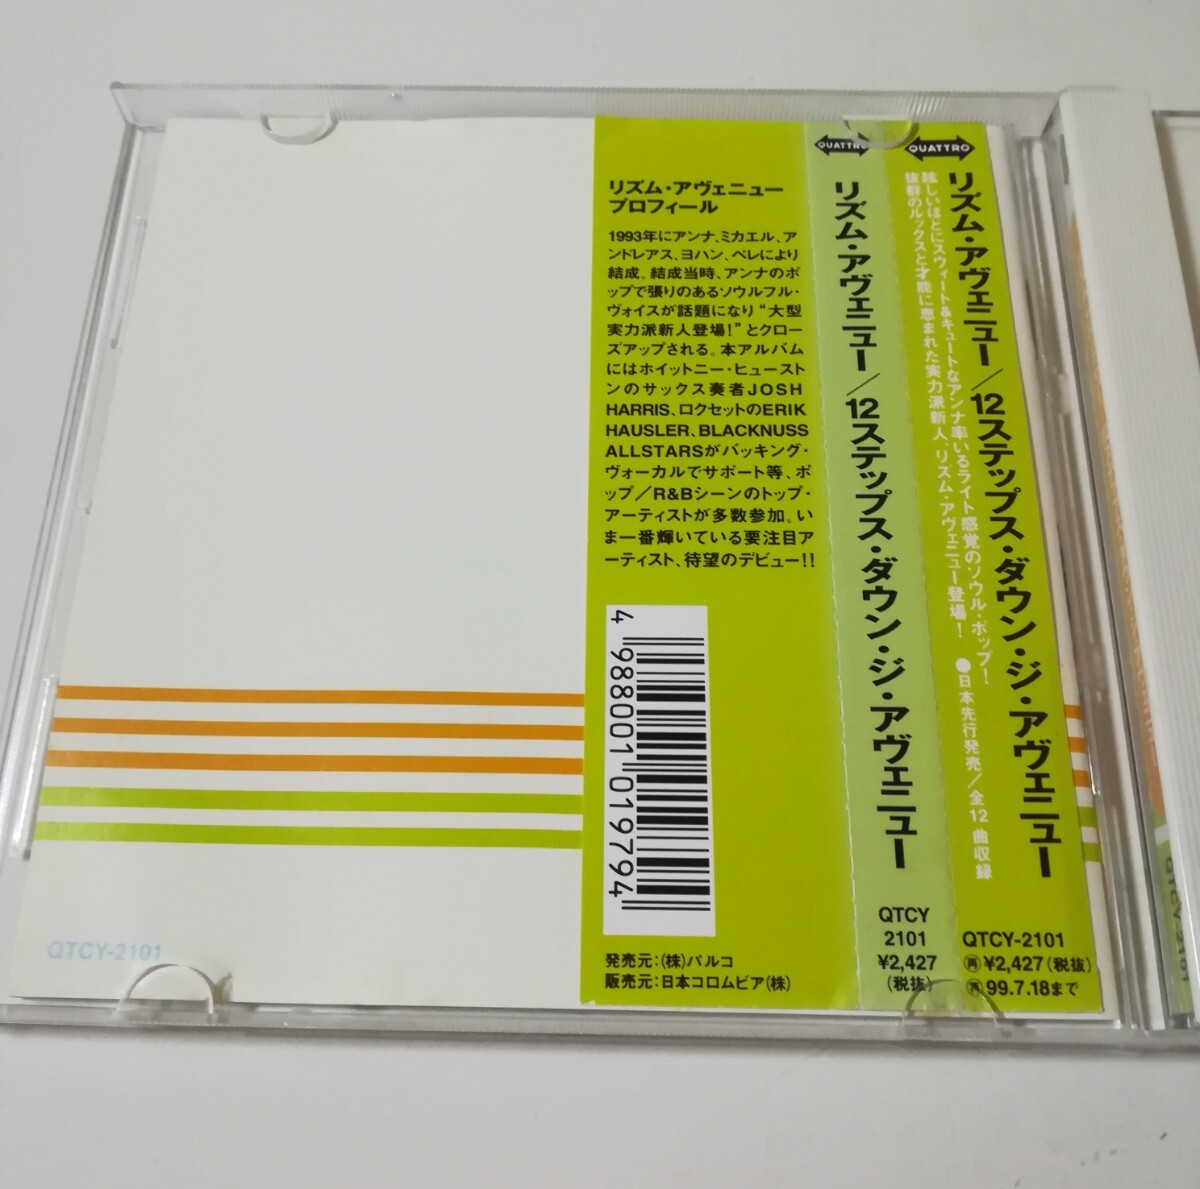 QTCY-2101
リズム・アヴェニュー
プロフィール
1993年にアンナ、ミカエル、ア
ンドレアス、ヨハン、ペレにより
結成。結成当時、アンナのポ
ップで張りのあるソウルフル・
ヴォイスが話題になり“大型
実力派新人登場！”とクロー
ズアップされる。本アルバム
にはホイットニー・ヒュースト
ンのサックス奏者JOSH
HARRIS、ロクセットのERIK
HAUSLER、BLACKNUSS
ALLSTARSがバッキング・
ヴォーカルでサポート等、ポ
ップ／R&Bシーンのトップ・
アーティストが多数参加。い
ま一番輝いている要注目ア
ーティスト、待望のデビュー!!
4 988001 019794
発売元：(株)パルコ
販売元：日本コロムビア(株)
QUATTRO
リズム・アヴェニュー／12ステップス・ダウン・ジ・アヴェニュー
QTCY
2101
¥2,427
(税抜)
QUATTRO
リズム・アヴェニュー／12ステップス・ダウン・ジ・アヴェニュー
眩しいほどにスウィート&キュートなアンナ率いるライト感覚のソウル・ポップ！
抜群のルックスと才能に恵まれた実力派新人、リズム・アヴェニュー登場！
●日本先行発売／全12曲収録
QTCY-2101
再¥2,427(税抜)
再99.7.18まで